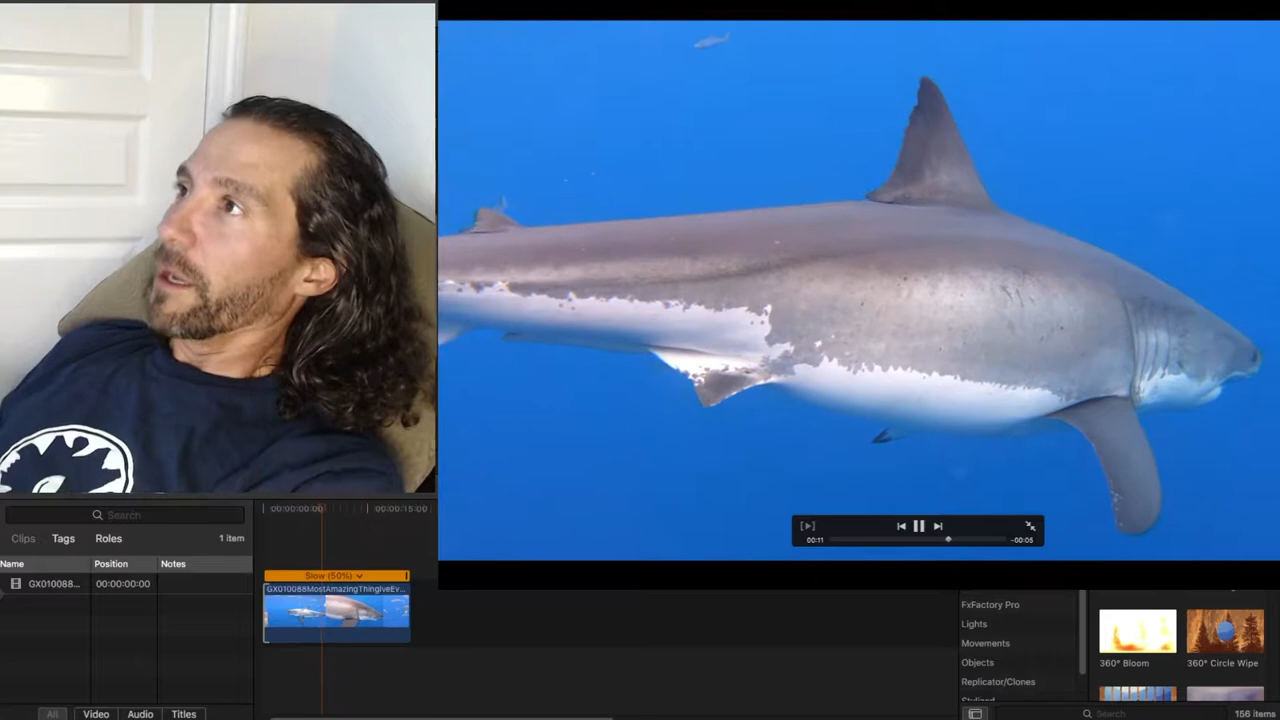 00:11
-00:05
Search
00:00:00:00
00:00:15:00
Clips
Tags
Roles
1 item
Name
Position
Notes
GX010088...
00:00:00:00
Slow (50%)
GX010088MostAmazingThingIveEv...
All
Video
Audio
Titles
FxFactory Pro
Lights
Movements
Objects
Replicator/Clones
360° Bloom
360° Circle Wipe
Search
156 items